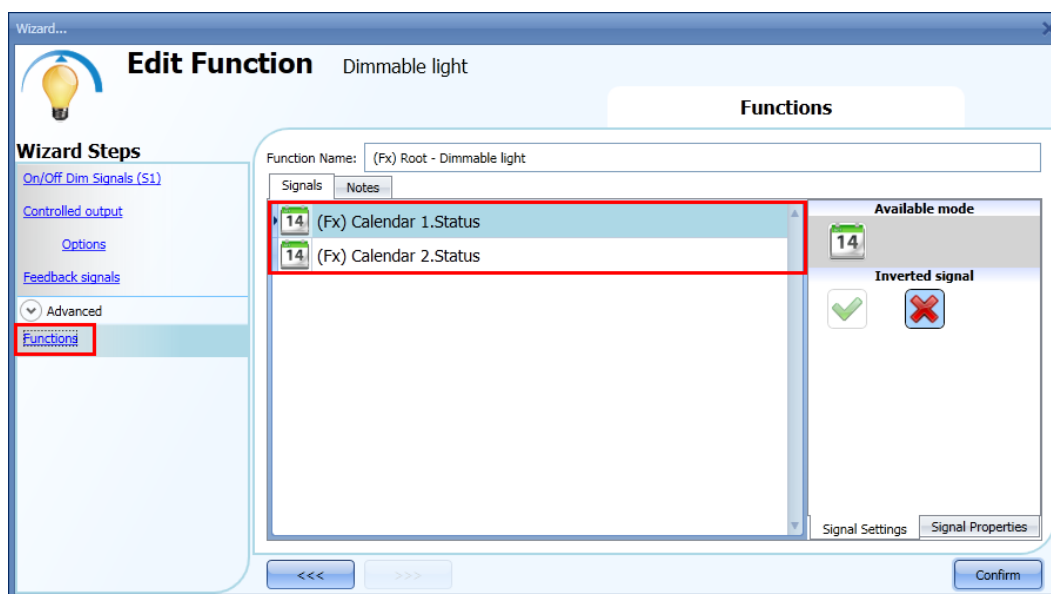 Wizard...
Edit Function Dimmable light
Functions
Wizard Steps
On/Off Dim Signals (S1)
Controlled output
Options
Feedback signals
Advanced
Functions
Function Name: (Fx) Root - Dimmable light
Signals Notes
14 (Fx) Calendar 1.Status
14 (Fx) Calendar 2.Status
Available mode
14
Inverted signal
Signal Settings Signal Properties
<<< >>> Confirm